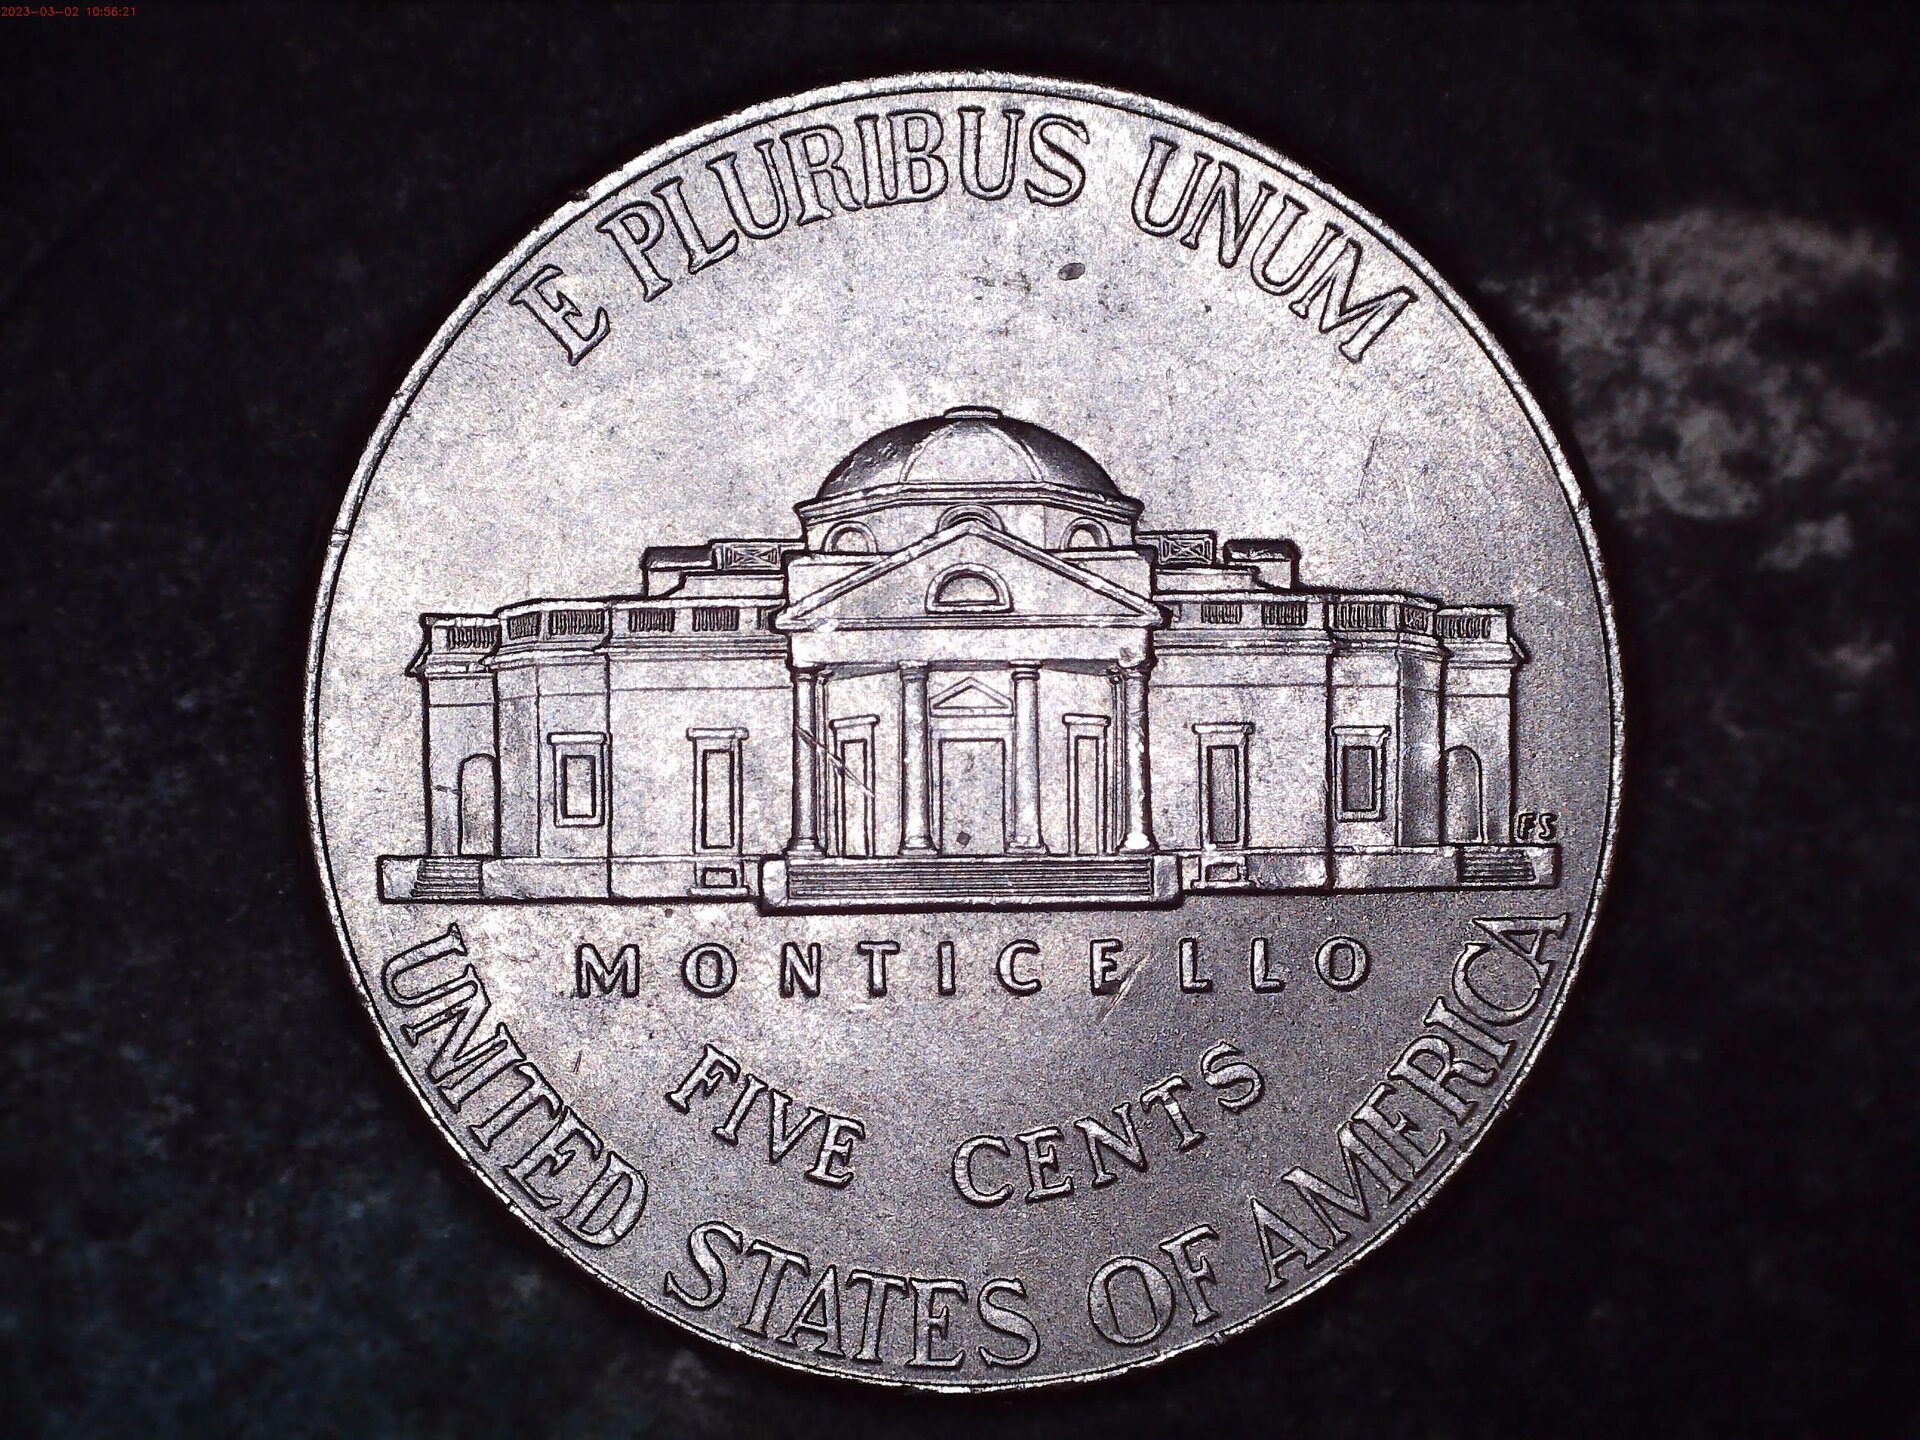 2023-03-02 10:56:21
E PLURIBUS UNUM
FS
MONTICELLO
FIVE CENTS
UNITED STATES OF AMERICA